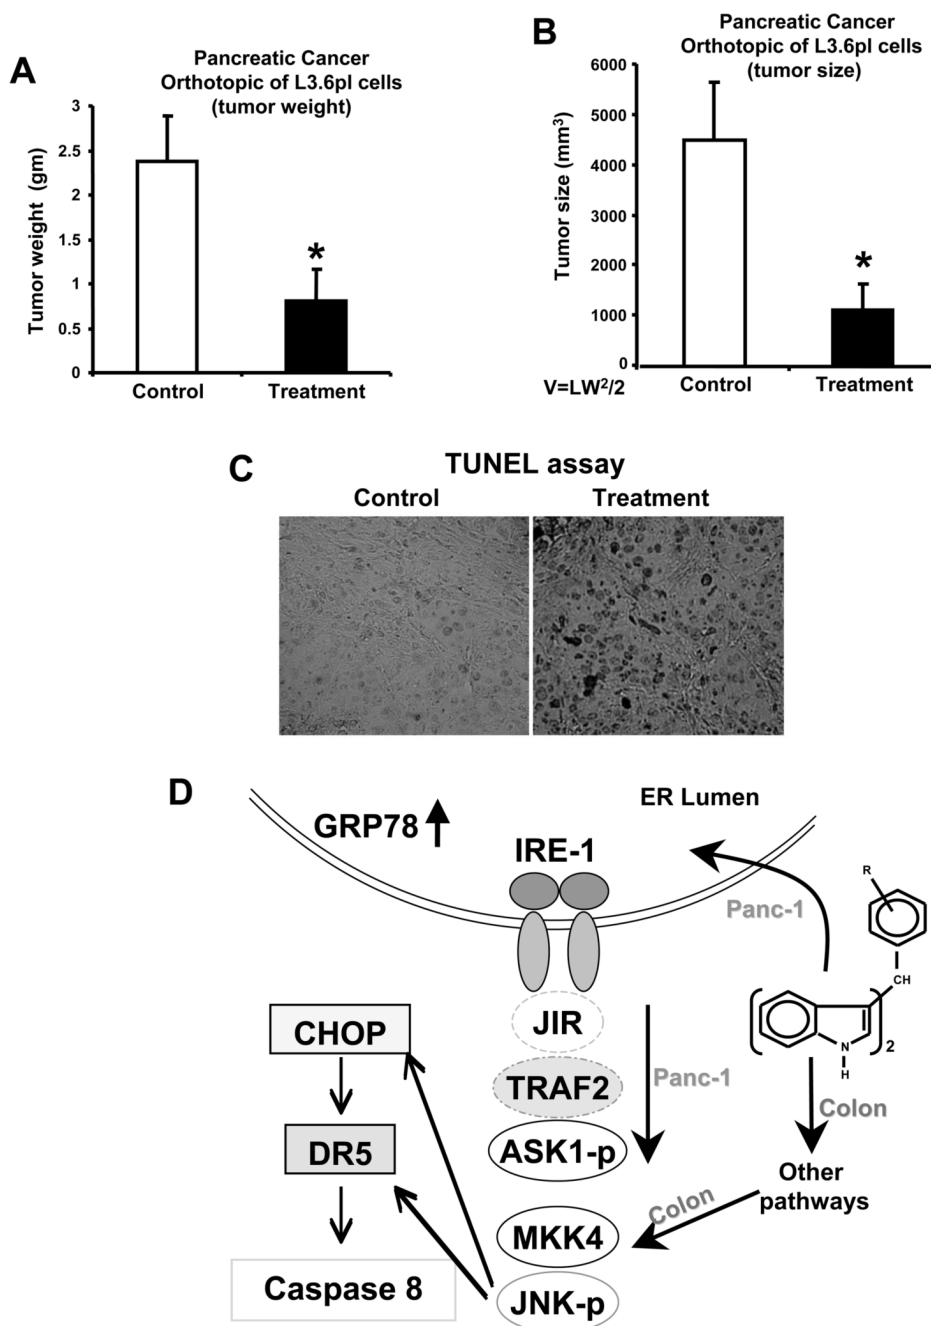 A
Pancreatic Cancer
Orthotopic of L3.6pl cells
(tumor weight)
Tumor weight (gm)
3
2.5
2
1.5
1
0.5
0
*
Control
Treatment
B
Pancreatic Cancer
Orthotopic of L3.6pl cells
(tumor size)
Tumor size (mm³)
6000
5000
4000
3000
2000
1000
0
*
Control
Treatment
V=LW²/2
C
TUNEL assay
Control
Treatment
D
ER Lumen
GRP78
IRE-1
R
Panc-1
CH
N
H
2
JIR
CHOP
TRAF2
Panc-1
Colon
DR5
ASK1-p
Other
pathways
Colon
MKK4
Caspase 8
JNK-p